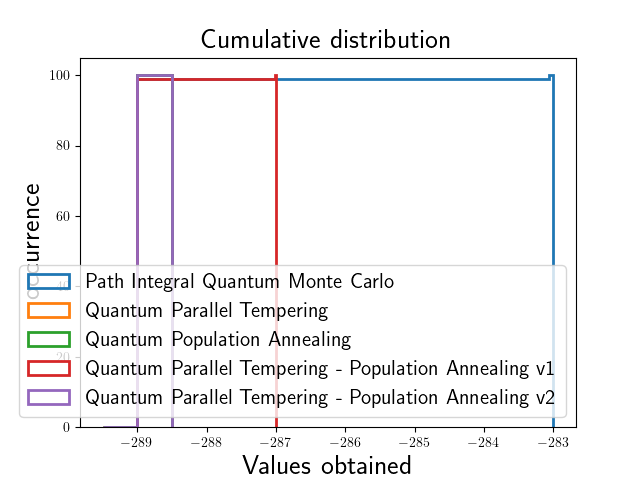 Cumulative distribution
100
80
60
40
20
0
occurrence
Path Integral Quantum Monte Carlo
Quantum Parallel Tempering
Quantum Population Annealing
Quantum Parallel Tempering - Population Annealing v1
Quantum Parallel Tempering - Population Annealing v2
−289 −288 −287 −286 −285 −284 −283
Values obtained